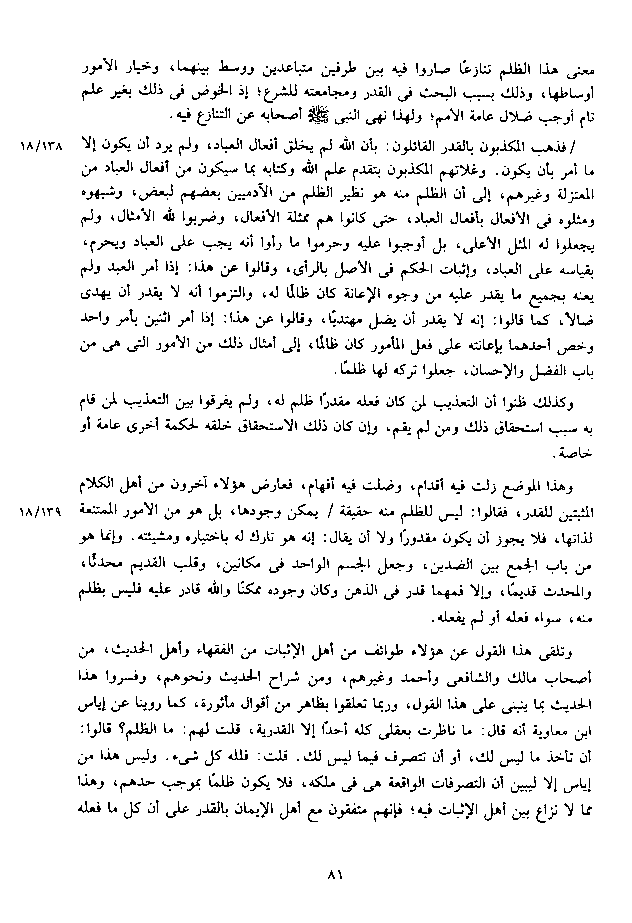 معنى هذا الظلم تنازعًا صاروا فيه بين طرفين متباعدين ووسط بينهما، وخيار الأمور
أوساطها، وذلك بسبب البحث فى القدر ومجامعته للشرع؛ إذ الخوض فى ذلك بغير علم
تام أوجب ضلال عامة الأمم؛ ولهذا نهى النبى ﷺ أصحابه عن التنازع فيه.
١٨/١٣٨ / فذهب المكذبون بالقدر القائلون: بأن الله لم يخلق أفعال العباد، ولم يرد أن يكون إلا
ما أمر بأن يكون. وغلاتهم المكذبون بتقدم علم الله وكتابه بما سيكون من أفعال العباد من
المعتزلة وغيرهم، إلى أن الظلم منه هو نظير الظلم من الآدميين بعضهم لبعض، وشبهوه
ومثلوه فى الأفعال بأفعال العباد، حتى كانوا هم ممثلة الأفعال، وضربوا لله الأمثال، ولم
يجعلوا له المثل الأعلى، بل أوجبوا عليه وحرموا ما رأوا أنه يجب على العباد ويحرم،
بقياسه على العباد، وإثبات الحكم فى الأصل بالرأى، وقالوا عن هذا: إذا أمر العبد ولم
يعنه بجميع ما يقدر عليه من وجوه الإعانة كان ظالمًا له، والتزموا أنه لا يقدر أن يهدى
ضالاً، كما قالوا: إنه لا يقدر أن يضل مهتديًا، وقالوا عن هذا: إذا أمر اثنين بأمر واحد
وخص أحدهما بإعانته على فعل المأمور كان ظالمًا، إلى أمثال ذلك من الأمور التى هى من
باب الفضل والإحسان، جعلوا تركه لها ظلمًا.
وكذلك ظنوا أن التعذيب لمن كان فعله مقدرًا ظلم له، ولم يفرقوا بين التعذيب لمن قام
به سبب استحقاق ذلك ومن لم يقم، وإن كان ذلك الاستحقاق خلقه لحكمة أخرى عامة أو
خاصة.
وهذا الموضع زلت فيه أقدام، وضلت فيه أفهام، فعارض هؤلاء آخرون من أهل الكلام
١٨/١٣٩ المثبتين للقدر، فقالوا: ليس للظلم منه حقيقة / يمكن وجودها، بل هو من الأمور الممتنعة
لذاتها، فلا يجوز أن يكون مقدورًا ولا أن يقال: إنه هو تارك له باختياره ومشيئته. وإنما هو
من باب الجمع بين الضدين، وجعل الجسم الواحد فى مكانين، وقلب القديم محدثًا،
والمحدث قديمًا، وإلا فمهما قدر فى الذهن وكان وجوده ممكنًا والله قادر عليه فليس بظلم
منه، سواء فعله أو لم يفعله.
وتلقى هذا القول عن هؤلاء طوائف من أهل الإثبات من الفقهاء وأهل الحديث، من
أصحاب مالك والشافعى وأحمد وغيرهم، ومن شراح الحديث ونحوهم، وفسروا هذا
الحديث بما ينبنى على هذا القول، وربما تعلقوا بظاهر من أقوال مأثورة، كما روينا عن إياس
ابن معاوية أنه قال: ما ناظرت بعقلى كله أحدًا إلا القدرية، قلت لهم: ما الظلم؟ قالوا:
أن تأخذ ما ليس لك، أو أن تتصرف فيما ليس لك. قلت: فلله كل شىء. وليس هذا من
إياس إلا ليبين أن التصرفات الواقعة هى فى ملكه، فلا يكون ظلمًا بموجب حدهم، وهذا
مما لا نزاع بين أهل الإثبات فيه؛ فإنهم متفقون مع أهل الإيمان بالقدر على أن كل ما فعله
٨١